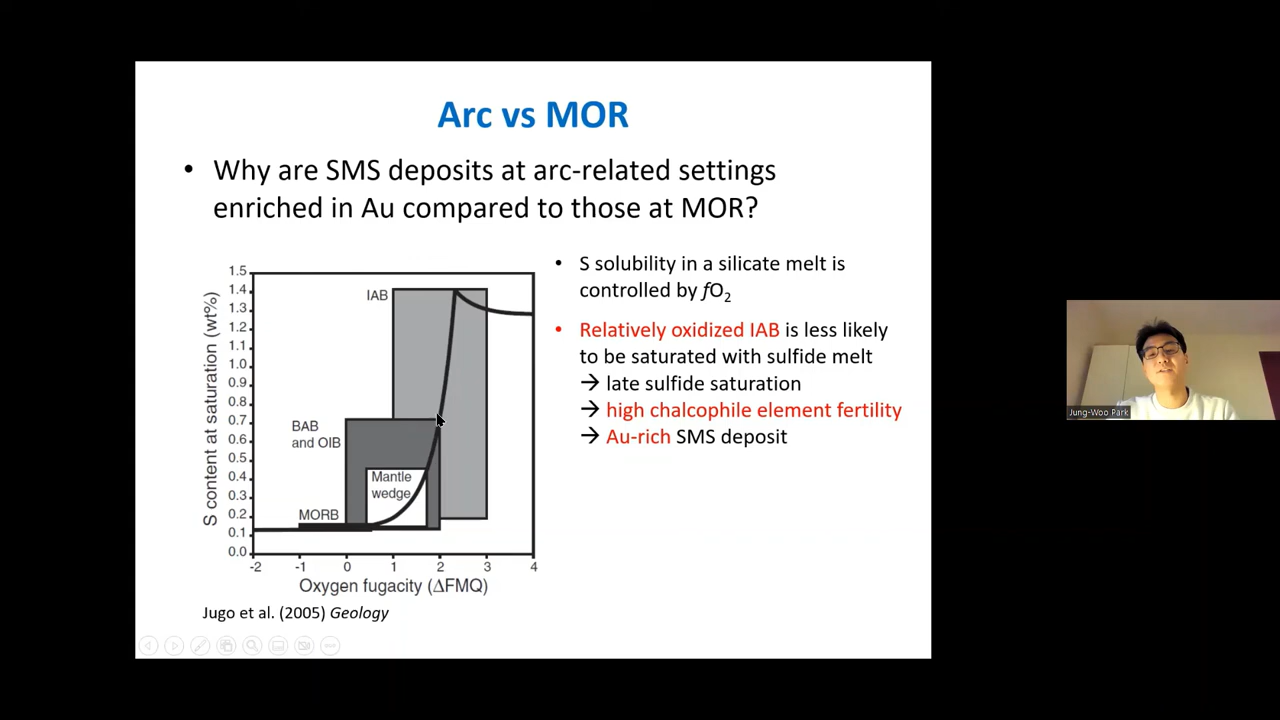 Arc vs MOR
• Why are SMS deposits at arc-related settings
enriched in Au compared to those at MOR?
S content at saturation (wt%)
1.5
1.4
1.3
1.2
1.1
1.0
0.9
0.8
0.7
0.6
0.5
0.4
0.3
0.2
0.1
0.0
IAB
BAB
and OIB
Mantle
wedge
MORB
-2 -1 0 1 2 3 4
Oxygen fugacity (ΔFMQ)
Jugo et al. (2005) Geology
• S solubility in a silicate melt is
controlled by fO₂
• Relatively oxidized IAB is less likely
to be saturated with sulfide melt
→ late sulfide saturation
→ high chalcophile element fertility
→ Au-rich SMS deposit
Jung-Woo Park